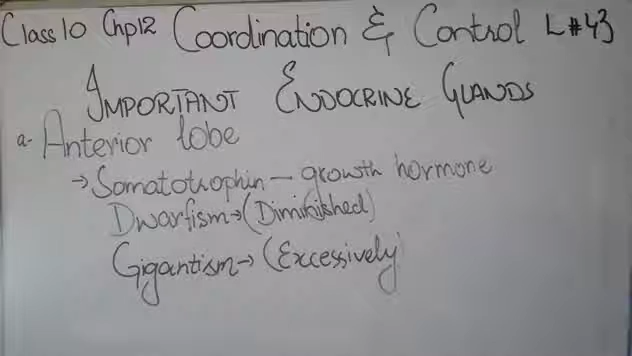 Class 10 Chp12 Coordination & Control L#43
IMPORTANT ENDOCRINE GLANDS
a- Anterior lobe
→ Somatotrophin – growth hormone
Dwarfism → (Diminished)
Gigantism → (Excessively